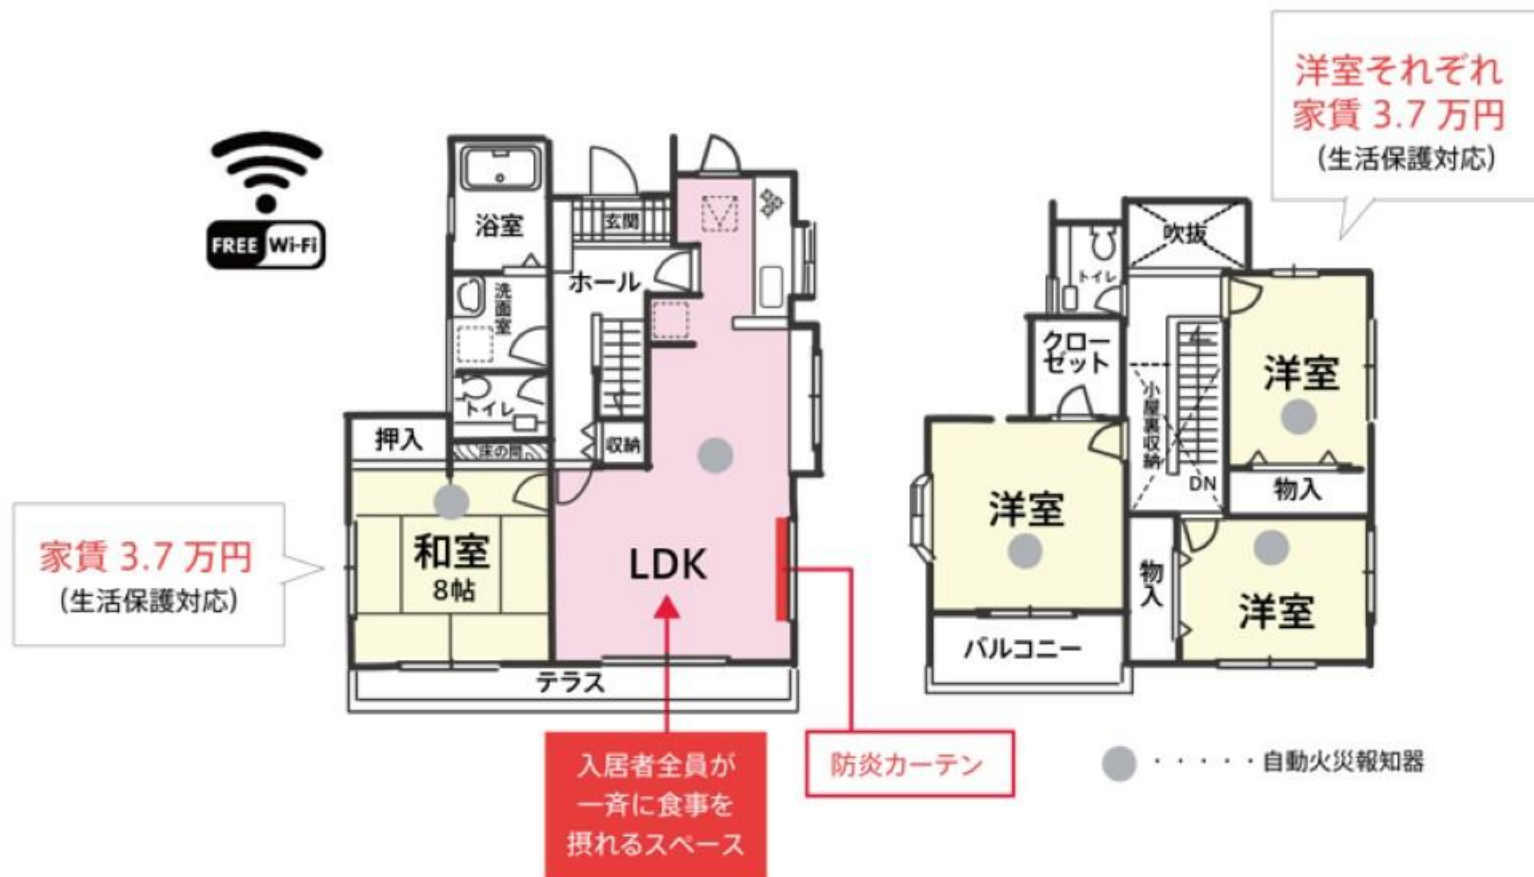 洋室それぞれ
家賃 3.7 万円
(生活保護対応)
FREE Wi-Fi
浴室
玄関
ホール
洗面室
トイレ
押入
床の間
収納
和室
8帖
LDK
テラス
家賃 3.7 万円
(生活保護対応)
吹抜
トイレ
クロー
ゼット
小屋裏収納
DN
洋室
物入
洋室
物入
洋室
バルコニー
入居者全員が
一斉に食事を
摂れるスペース
防炎カーテン
・・・・・自動火災報知器